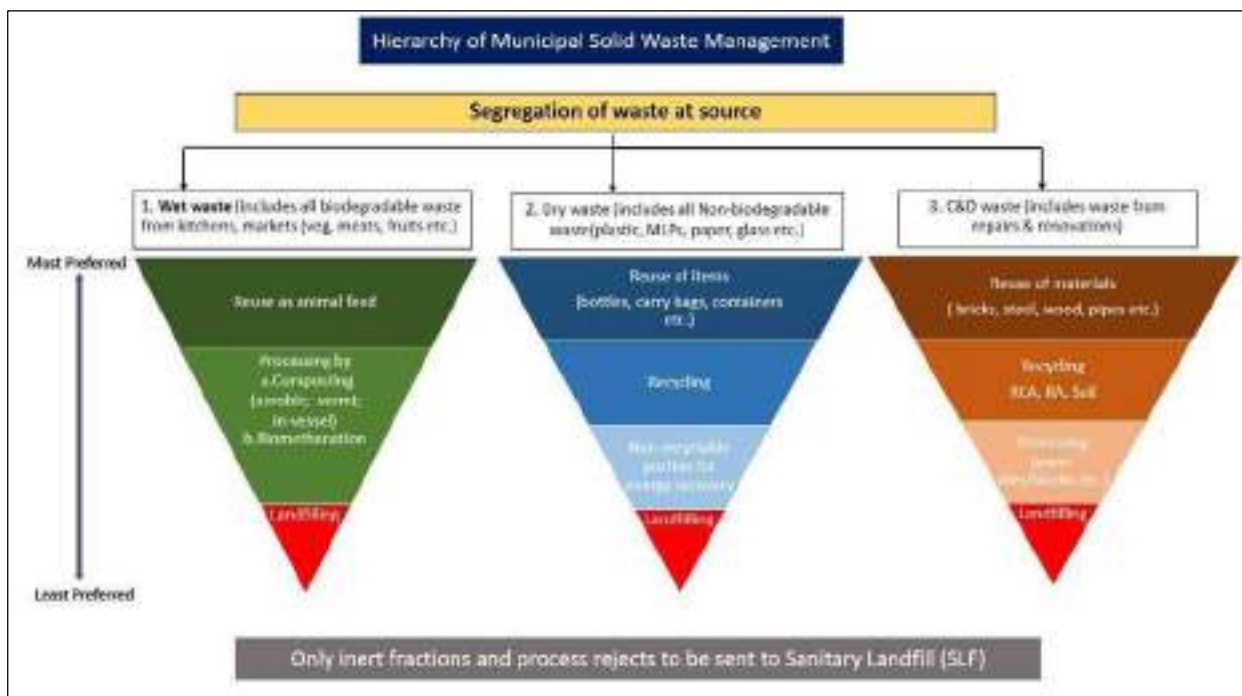 Hierarchy of Municipal Solid Waste Management
Segregation of waste at source
1. Wet waste (includes all biodegradable waste
from kitchens, markets (veg, meats, fruits etc.)
2. Dry waste (includes all Non-biodegradable
waste(plastic, MLPs, paper, glass etc.)
3. C&D waste (includes waste from
repairs & renovations)
Most Preferred
Reuse as animal feed
Processing by
a.Composting
(aerobic; vermi;
in-vessel)
b.Biomethanation
Landfilling
Reuse of items
(bottles, carry bags, containers
etc.)
Recycling
Non-recyclable
portion for
energy recovery
Landfilling
Reuse of materials
( bricks, steel, wood, pipes etc.)
Recycling
RCA, RA, Soil
Processing
Landfilling
Least Preferred
Only inert fractions and process rejects to be sent to Sanitary Landfill (SLF)